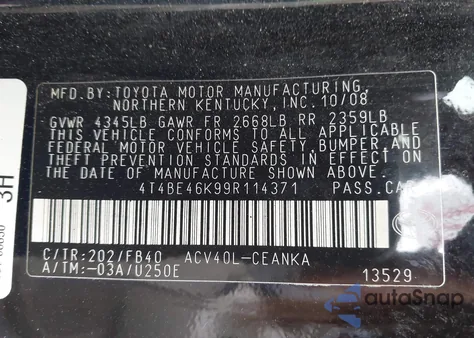 MFD.BY:TOYOTA MOTOR MANUFACTURING,
NORTHERN KENTUCKY,INC.10/08
GVWR 4345LB GAWR FR 2668LB RR 2359LB
THIS VEHICLE CONFORMS TO ALL APPLICABLE
FEDERAL MOTOR VEHICLE SAFETY,BUMPER,AND
THEFT PREVENTION STANDARDS IN EFFECT ON
THE DATE OF MANUFACTURE SHOWN ABOVE.
4T4BE46K99R114371 PASS.CAR
C/TR:202/FB40 ACV40L-CEANKA
A/TM:-03A/U250E 13529
3H
autoSnap